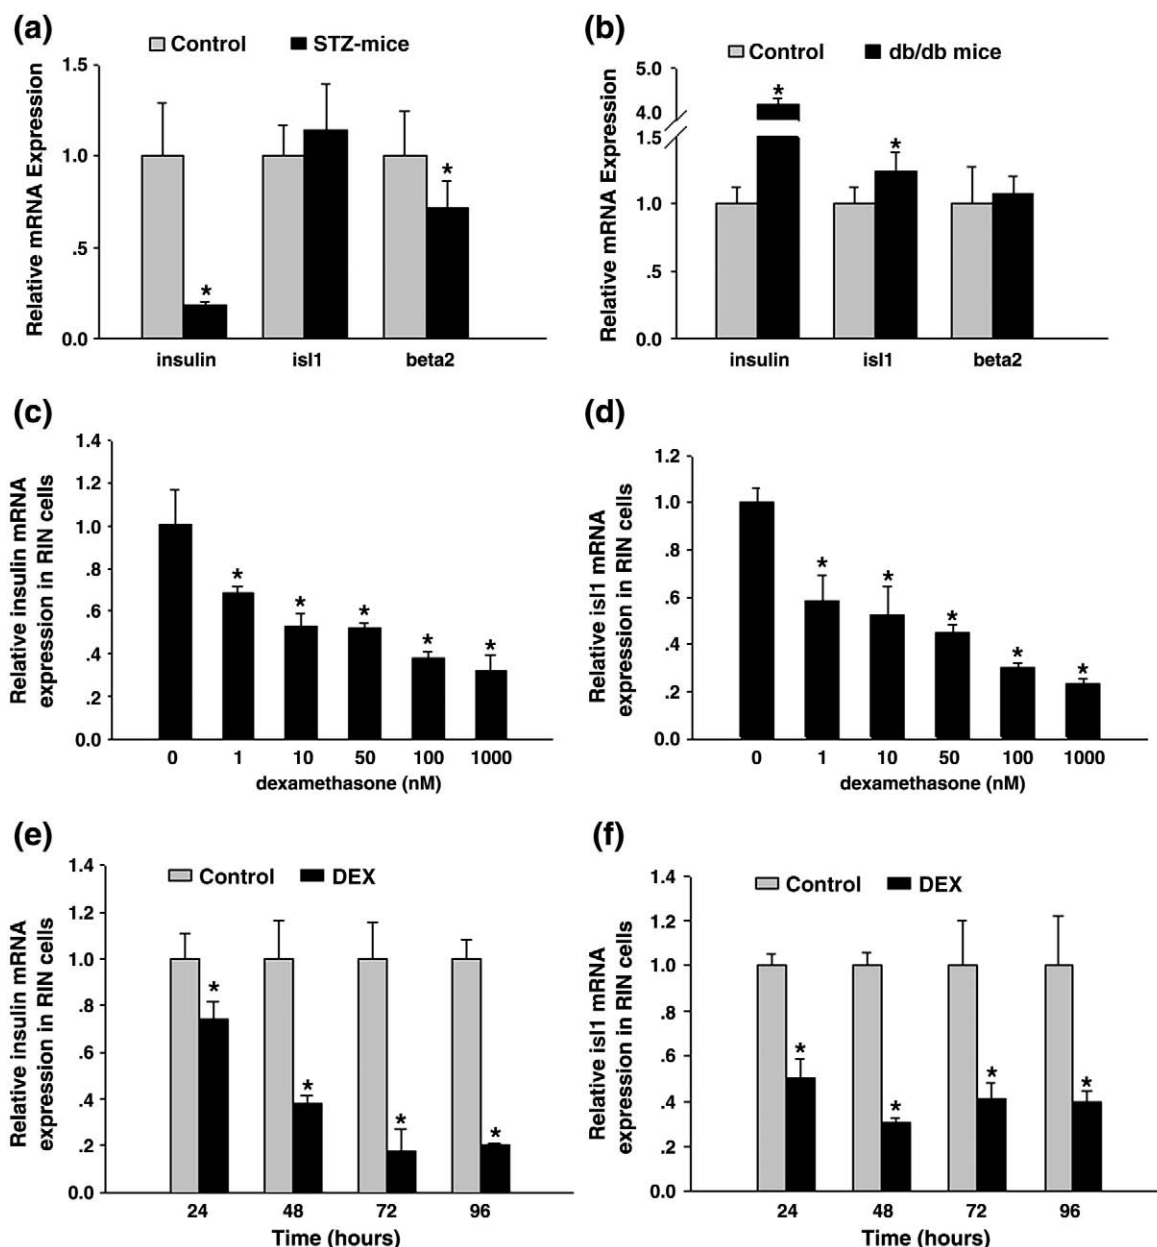 (a)
Control STZ-mice
Relative mRNA Expression
1.5
1.0
.5
0.0
insulin isl1 beta2
* *
(b)
Control db/db mice
Relative mRNA Expression
5.0
4.0
1.5
1.0
.5
0.0
insulin isl1 beta2
* *
(c)
Relative insulin mRNA
expression in RIN cells
1.4
1.2
1.0
.8
.6
.4
.2
0.0
* * * * *
0 1 10 50 100 1000
dexamethasone (nM)
(d)
Relative isl1 mRNA
expression in RIN cells
1.2
1.0
.8
.6
.4
.2
0.0
* * * * *
0 1 10 50 100 1000
dexamethasone (nM)
(e)
Control DEX
Relative insulin mRNA
expression in RIN cells
1.4
1.2
1.0
.8
.6
.4
.2
0.0
* * * *
24 48 72 96
Time (hours)
(f)
Control DEX
Relative isl1 mRNA
expression in RIN cells
1.4
1.2
1.0
.8
.6
.4
.2
0.0
* * * *
24 48 72 96
Time (hours)